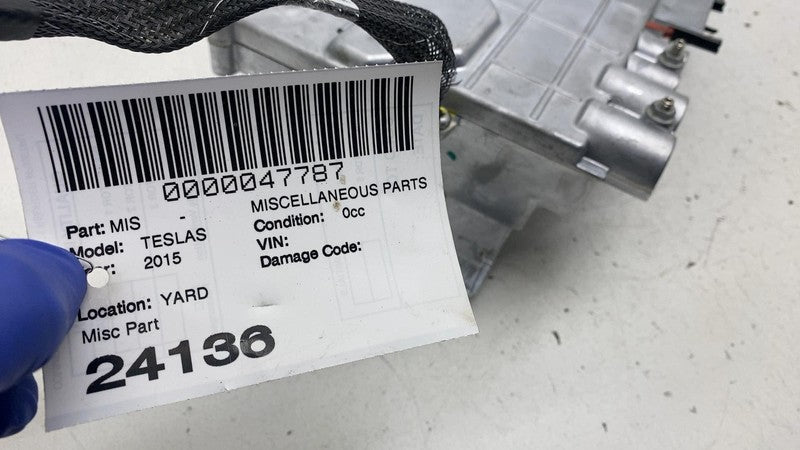 0000047787
Part: MIS - MISCELLANEOUS PARTS
Model: TESLAS Condition: 0cc
2015 VIN:
Damage Code:
Location: YARD
Misc Part
24136